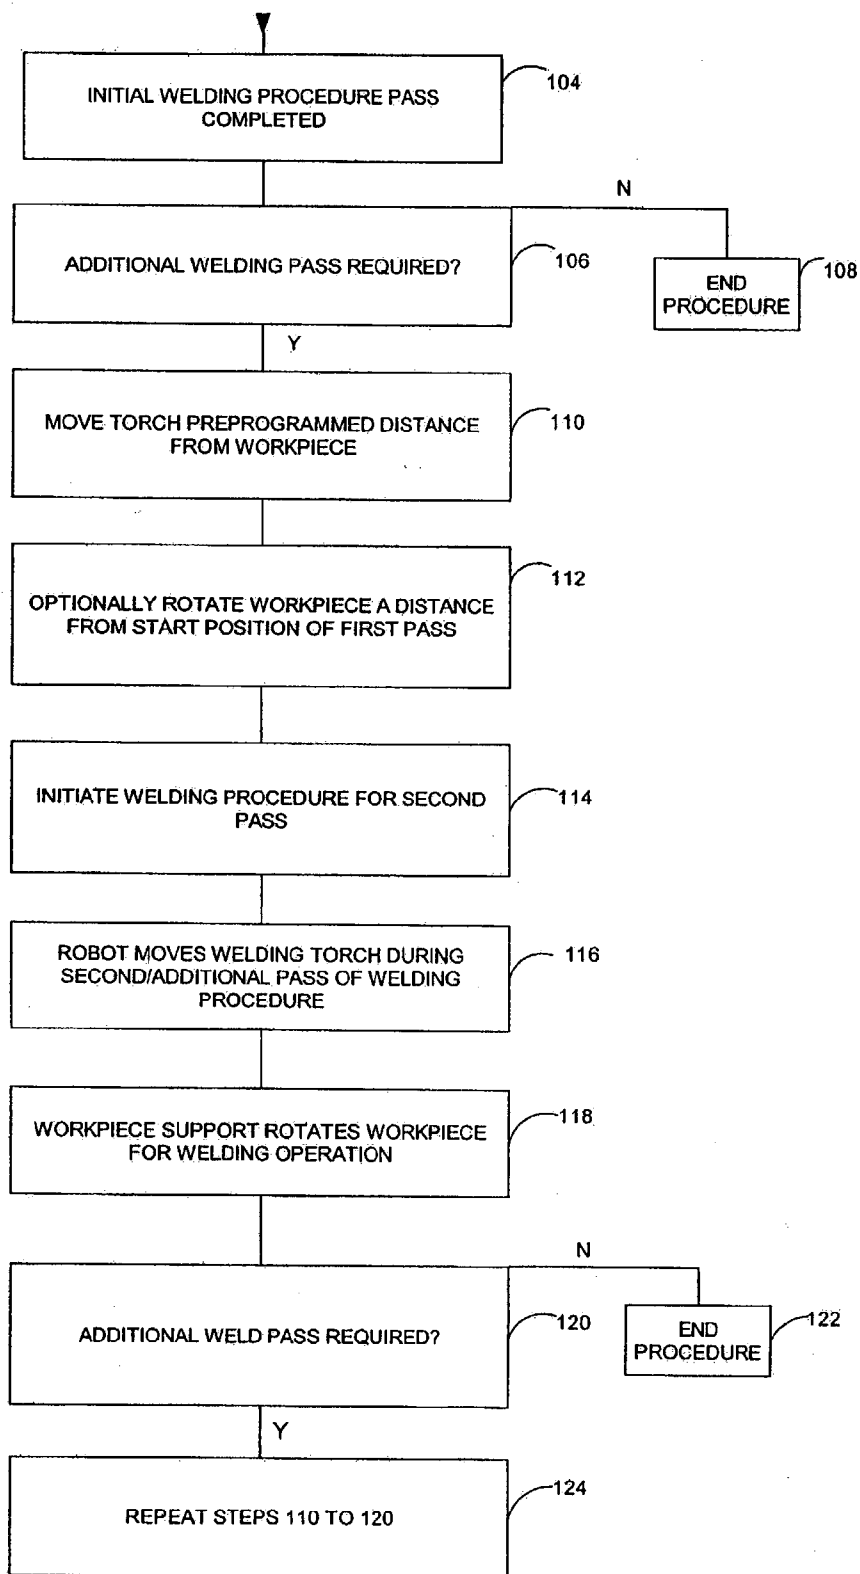 INITIAL WELDING PROCEDURE PASS
COMPLETED
104
N
ADDITIONAL WELDING PASS REQUIRED?
106
END
PROCEDURE
108
Y
MOVE TORCH PREPROGRAMMED DISTANCE
FROM WORKPIECE
110
OPTIONALLY ROTATE WORKPIECE A DISTANCE
FROM START POSITION OF FIRST PASS
112
INITIATE WELDING PROCEDURE FOR SECOND
PASS
114
ROBOT MOVES WELDING TORCH DURING
SECOND/ADDITIONAL PASS OF WELDING
PROCEDURE
116
WORKPIECE SUPPORT ROTATES WORKPIECE
FOR WELDING OPERATION
118
N
ADDITIONAL WELD PASS REQUIRED?
120
END
PROCEDURE
122
Y
REPEAT STEPS 110 TO 120
124